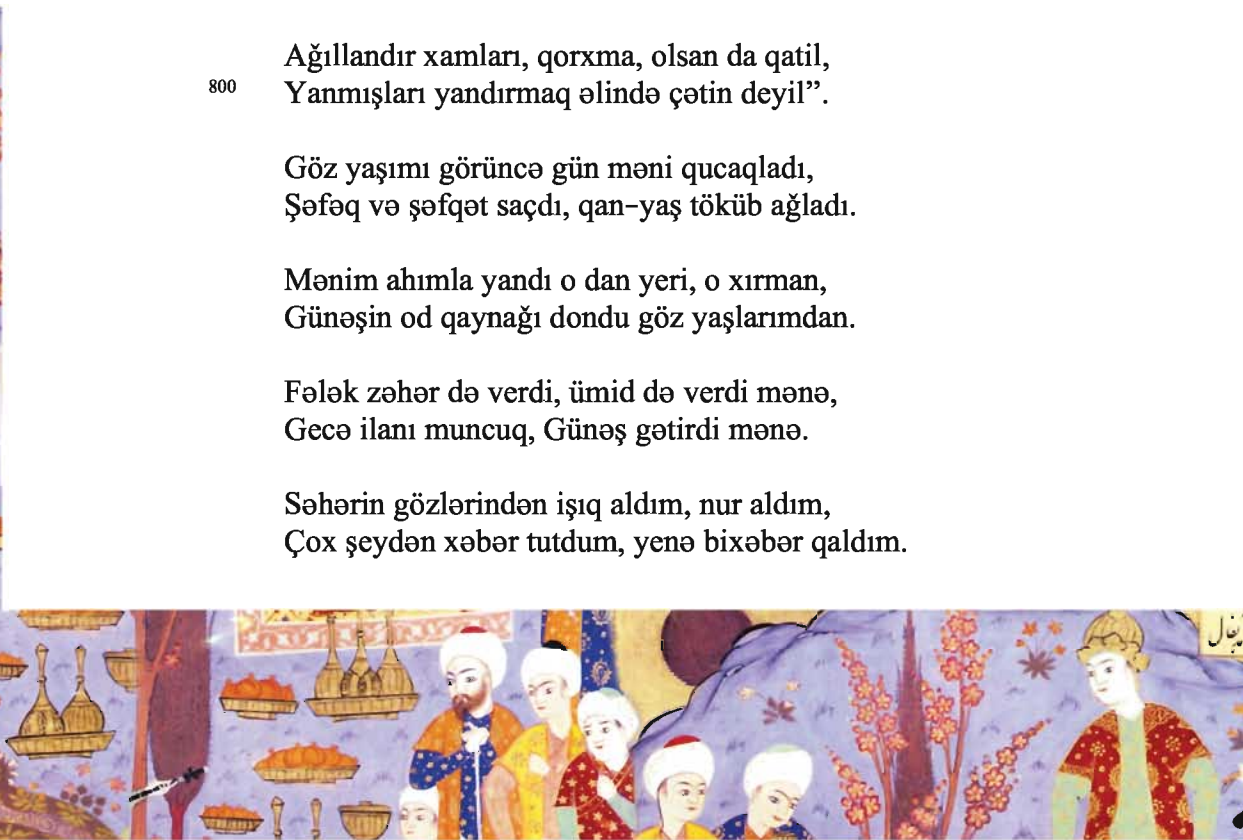 Ağıllandır xamları, qorxma, olsan da qatil,
800 Yanmışları yandırmaq əlində çətin deyil”.
Göz yaşımı görüncə gün məni qucaqladı,
Şəfəq və şəfqət saçdı, qan-yaş töküb ağladı.
Mənim ahımla yandı o dan yeri, o xırman,
Günəşin od qaynağı dondu göz yaşlarımdan.
Fələk zəhər də verdi, ümid də verdi mənə,
Gecə ilanı muncuq, Günəş gətirdi mənə.
Səhərin gözlərindən işıq aldım, nur aldım,
Çox şeydən xəbər tutdum, yenə bixəbər qaldım.